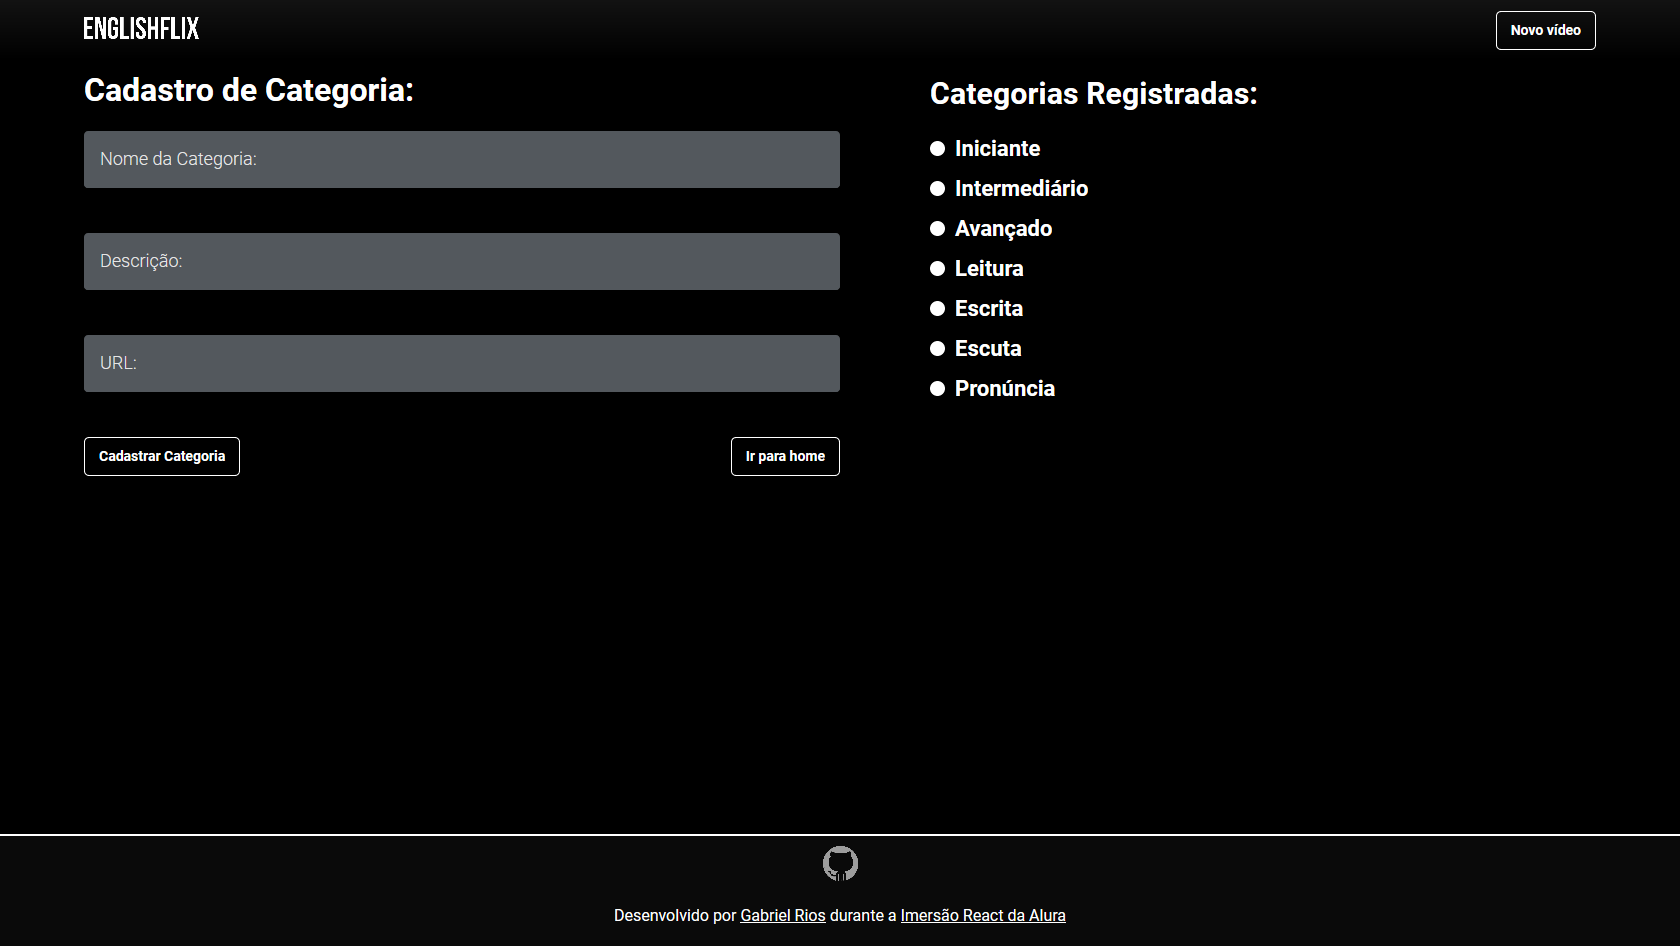 ENGLISHFLIX
Novo vídeo
Cadastro de Categoria:
Nome da Categoria:
Descrição:
URL:
Cadastrar Categoria
Ir para home
Categorias Registradas:
Iniciante
Intermediário
Avançado
Leitura
Escrita
Escuta
Pronúncia
Desenvolvido por Gabriel Rios durante a Imersão React da Alura